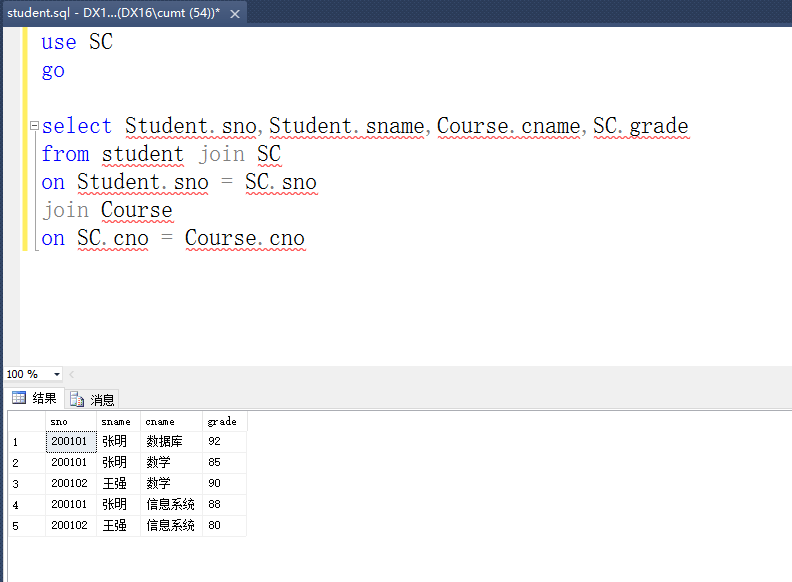 student.sql - DX1...(DX16\cumt (54))* ×
use SC
go
select Student.sno,Student.sname,Course.cname,SC.grade
from student join SC
on Student.sno = SC.sno
join Course
on SC.cno = Course.cno
100 %
结果 消息
sno sname cname grade
1 200101 张明 数据库 92
2 200101 张明 数学 85
3 200102 王强 数学 90
4 200101 张明 信息系统 88
5 200102 王强 信息系统 80